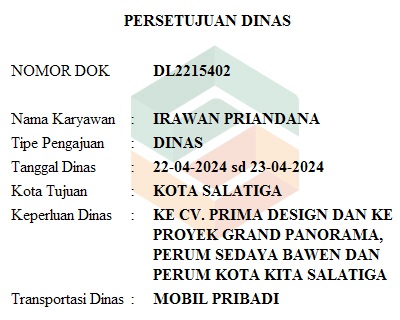 PERSETUJUAN DINAS
NOMOR DOK DL2215402
Nama Karyawan : IRAWAN PRIANDANA
Tipe Pengajuan : DINAS
Tanggal Dinas : 22-04-2024 sd 23-04-2024
Kota Tujuan : KOTA SALATIGA
Keperluan Dinas : KE CV. PRIMA DESIGN DAN KE
PROYEK GRAND PANORAMA,
PERUM SEDAYA BAWEN DAN
PERUM KOTA KITA SALATIGA
Transportasi Dinas : MOBIL PRIBADI